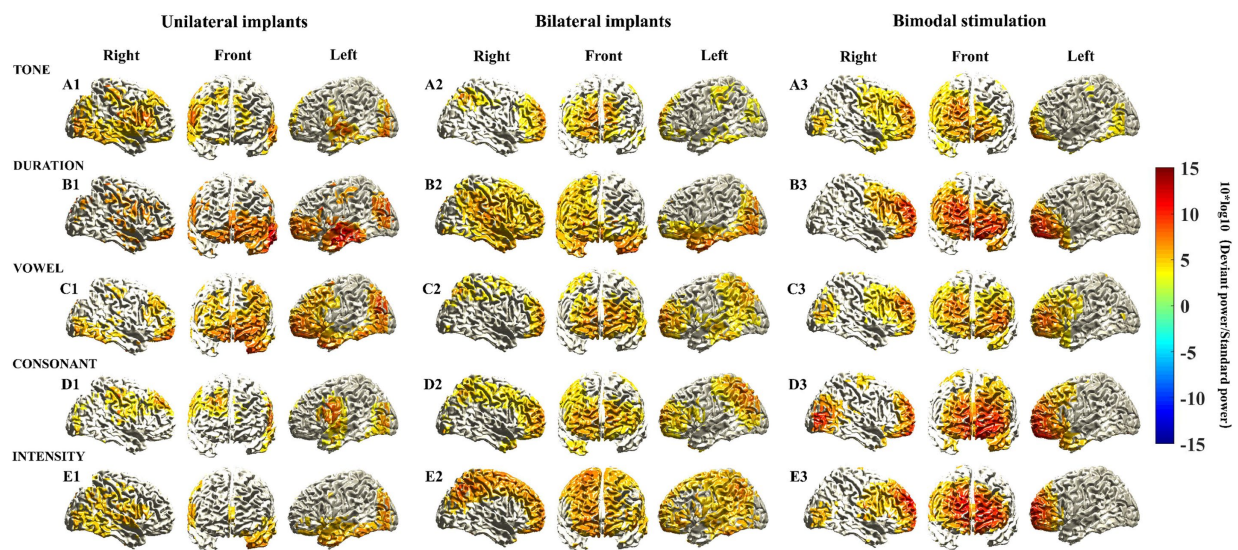 Unilateral implants Bilateral implants Bimodal stimulation
Right Front Left Right Front Left Right Front Left
TONE
A1 A2 A3
DURATION
B1 B2 B3
VOWEL
C1 C2 C3
CONSONANT
D1 D2 D3
INTENSITY
E1 E2 E3
15
10
5
0
-5
-10
-15
10*log10 (Deviant power/Standard power)